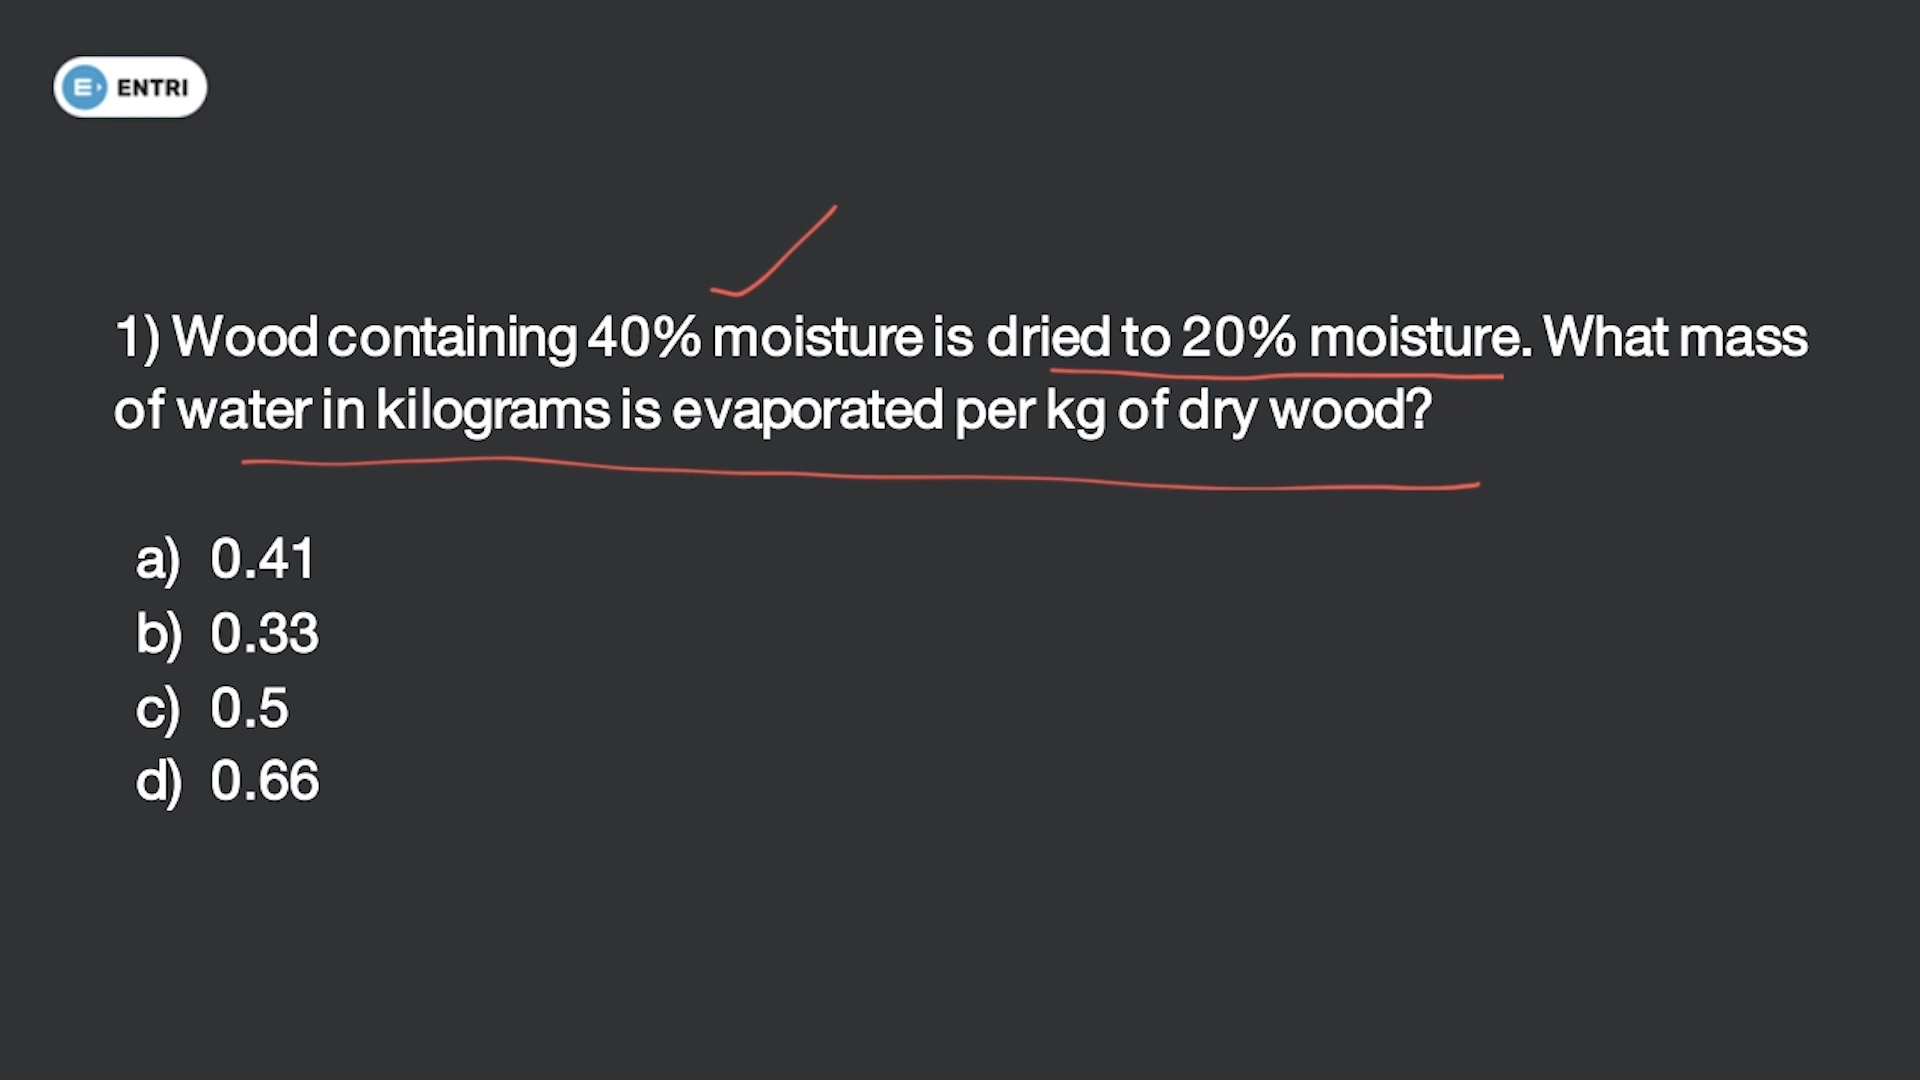 ENTRI
1) Wood containing 40% moisture is dried to 20% moisture. What mass
of water in kilograms is evaporated per kg of dry wood?
a) 0.41
b) 0.33
c) 0.5
d) 0.66